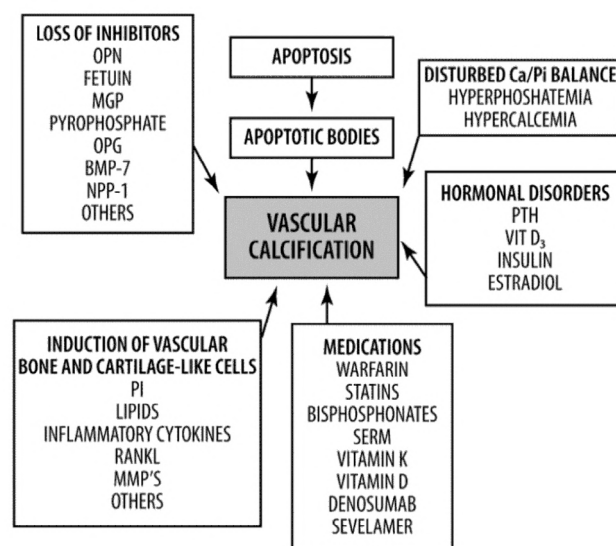 LOSS OF INHIBITORS
OPN
FETUIN
MGP
PYROPHOSPHATE
OPG
BMP-7
NPP-1
OTHERS
APOPTOSIS
APOPTOTIC BODIES
DISTURBED Ca/Pi BALANCE
HYPERPHOSHATEMIA
HYPERCALCEMIA
VASCULAR
CALCIFICATION
HORMONAL DISORDERS
PTH
VIT D₃
INSULIN
ESTRADIOL
INDUCTION OF VASCULAR
BONE AND CARTILAGE-LIKE CELLS
PI
LIPIDS
INFLAMMATORY CYTOKINES
RANKL
MMP'S
OTHERS
MEDICATIONS
WARFARIN
STATINS
BISPHOSPHONATES
SERM
VITAMIN K
VITAMIN D
DENOSUMAB
SEVELAMER